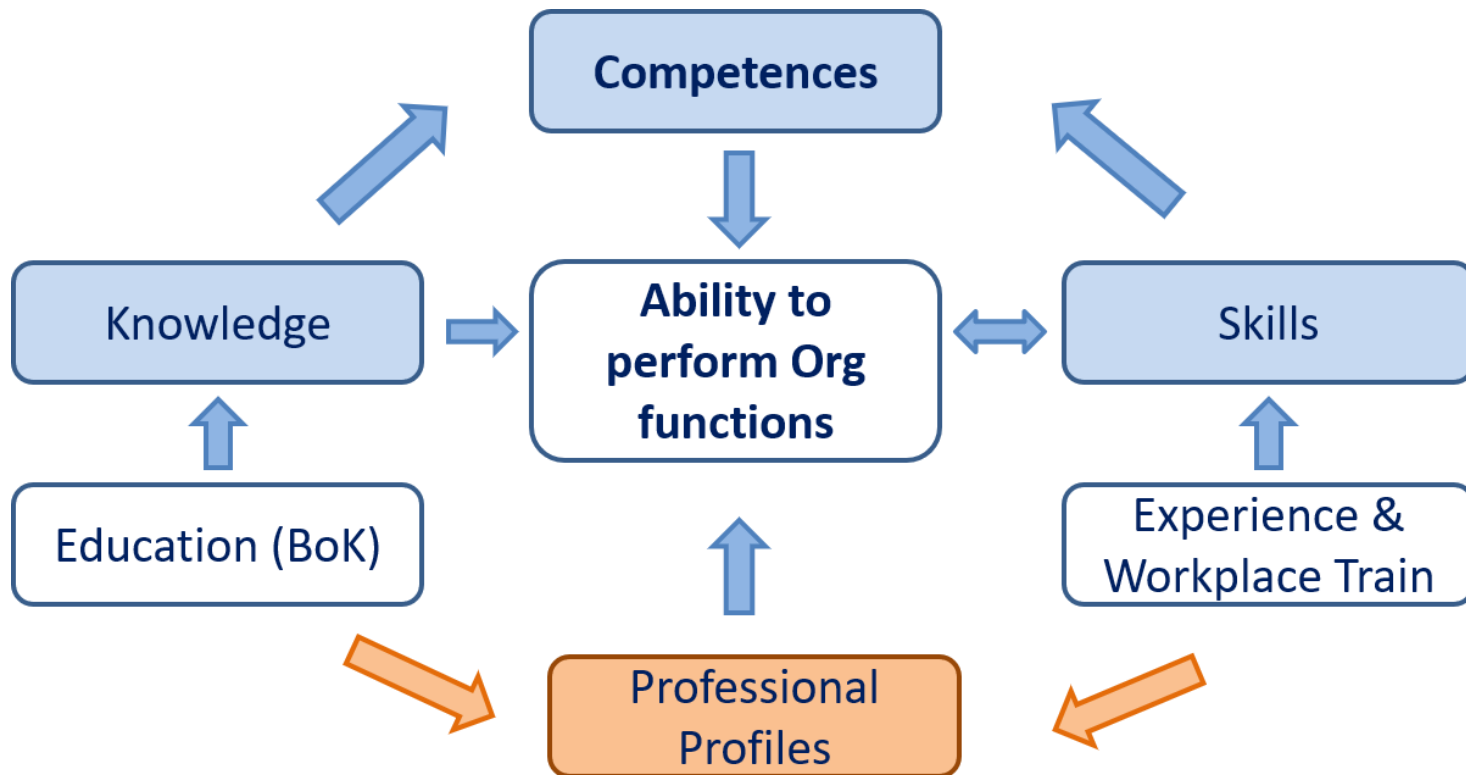 Competences
Knowledge
Ability to
perform Org
functions
Skills
Education (BoK)
Experience &
Workplace Train
Professional
Profiles